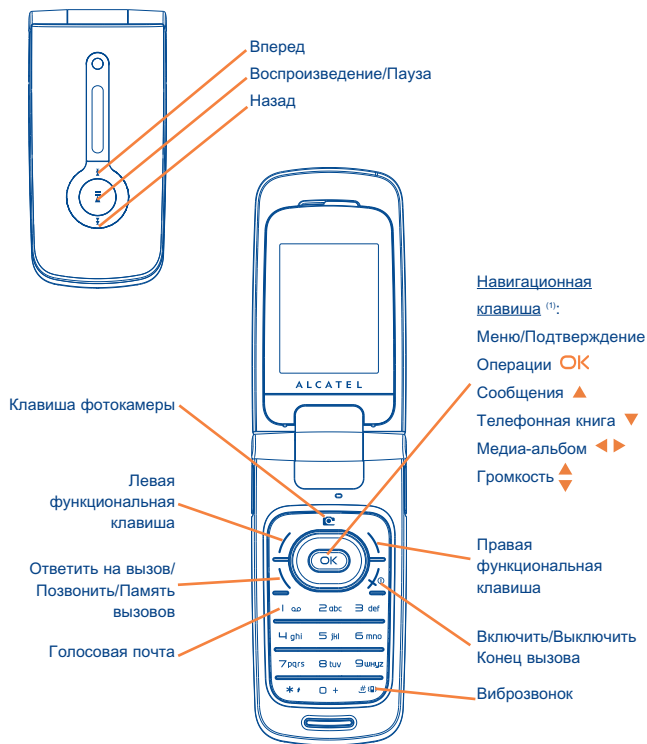 Вперед
Воспроизведение/Пауза
Назад
Навигационная
клавиша (1):
Меню/Подтверждение
Операции OK
Сообщения ▲
Телефонная книга ▼
Медиа-альбом ◀ ▶
Громкость ▲▼
ALCATEL
Клавиша фотокамеры
Левая
функциональная
клавиша
Ответить на вызов/
Позвонить/Память
вызовов
Голосовая почта
OK
1 2 abc 3 def
4 ghi 5 jkl 6 mno
7 pqrs 8 tuv 9 wxyz
* 0 + #
Правая
функциональная
клавиша
Включить/Выключить
Конец вызова
Виброзвонок